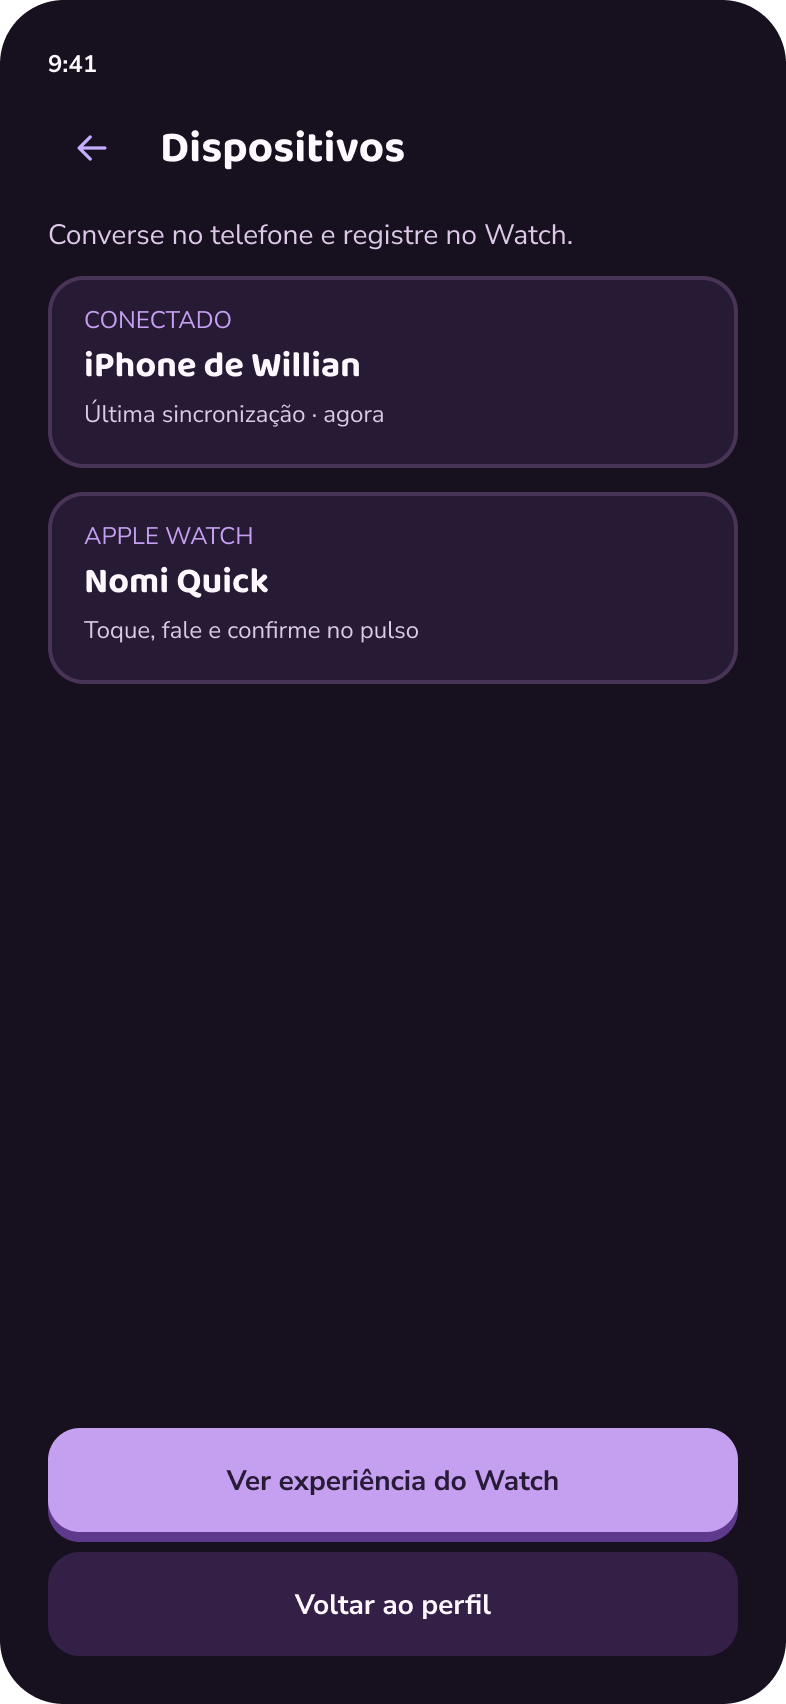 9:41
Dispositivos
Converse no telefone e registre no Watch.
CONECTADO
iPhone de Willian
Última sincronização · agora
APPLE WATCH
Nomi Quick
Toque, fale e confirme no pulso
Ver experiência do Watch
Voltar ao perfil